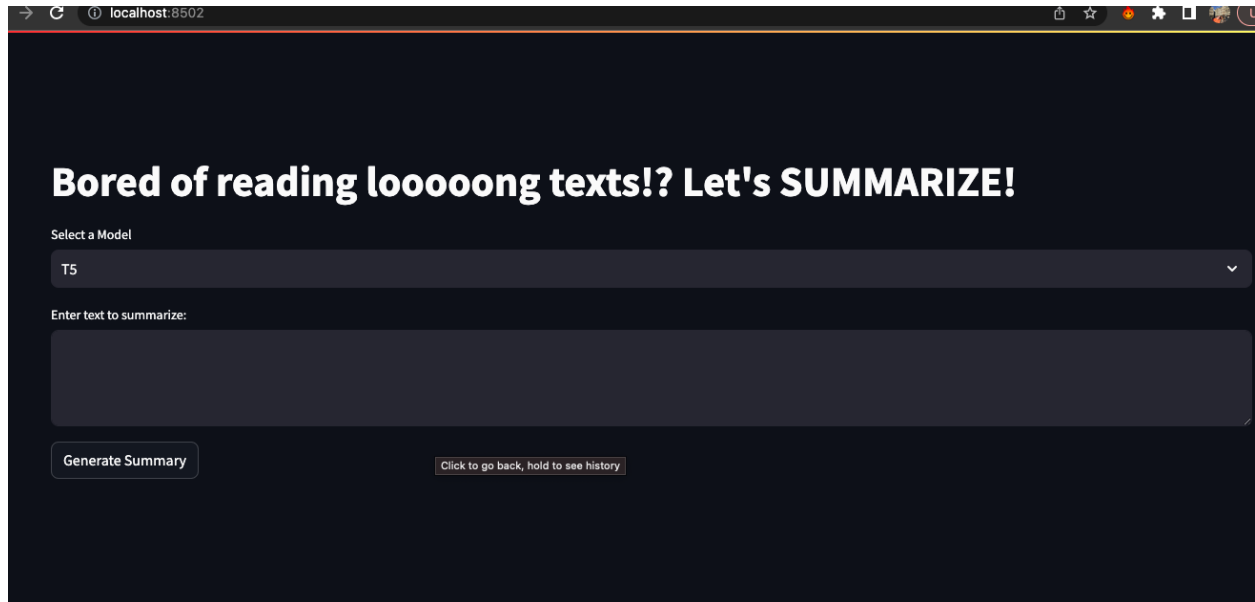 localhost:8502
Bored of reading looooong texts!? Let's SUMMARIZE!
Select a Model
T5
Enter text to summarize:
Generate Summary
Click to go back, hold to see history